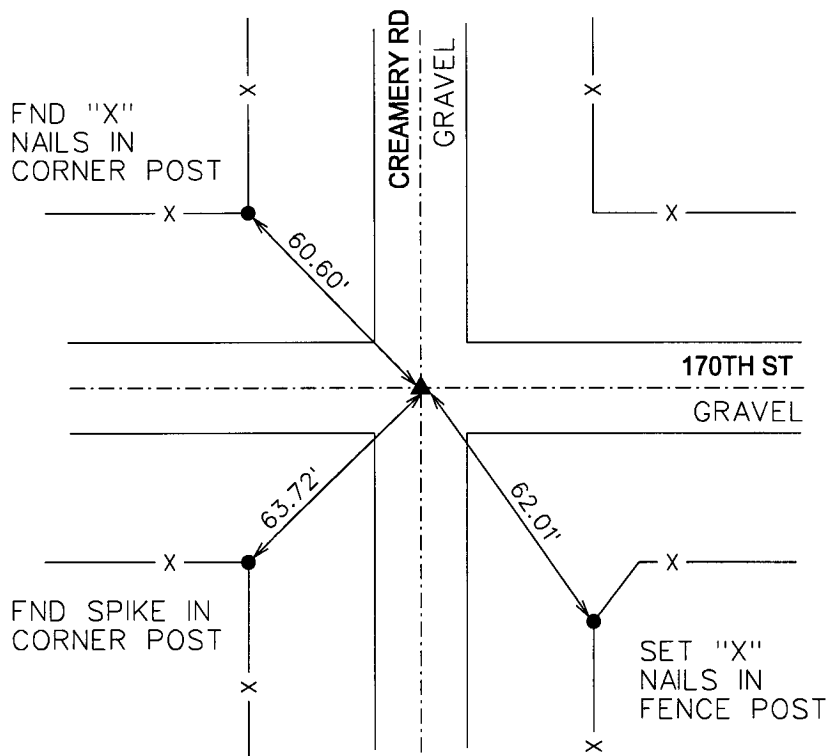 CREAMERY RD
GRAVEL
X
X
FND "X"
NAILS IN
CORNER POST
X
X
60.60'
170TH ST
GRAVEL
63.72'
62.01'
X
X
FND SPIKE IN
CORNER POST
SET "X"
NAILS IN
FENCE POST
X
X